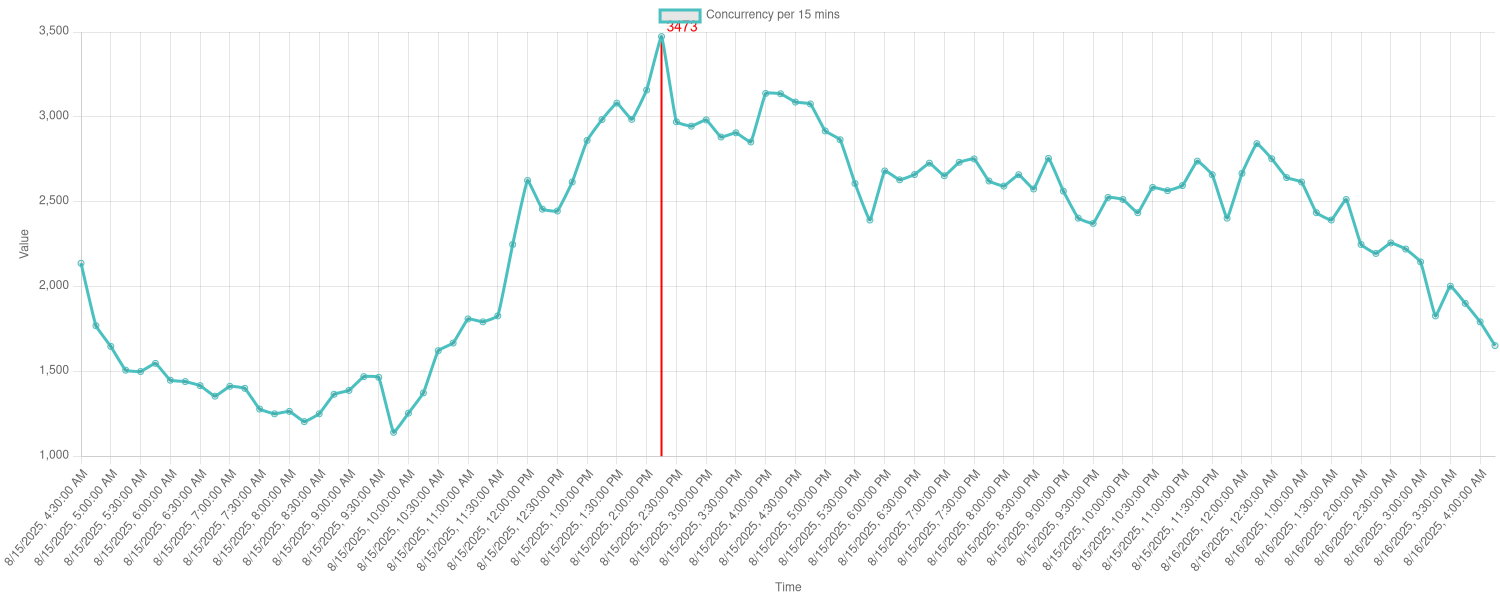 Concurrency per 15 mins
3473
3,500
3,000
2,500
2,000
1,500
1,000
Value
8/15/2025, 4:30:00 AM
8/15/2025, 5:00:00 AM
8/15/2025, 5:30:00 AM
8/15/2025, 6:00:00 AM
8/15/2025, 6:30:00 AM
8/15/2025, 7:00:00 AM
8/15/2025, 7:30:00 AM
8/15/2025, 8:00:00 AM
8/15/2025, 8:30:00 AM
8/15/2025, 9:00:00 AM
8/15/2025, 9:30:00 AM
8/15/2025, 10:00:00 AM
8/15/2025, 10:30:00 AM
8/15/2025, 11:00:00 AM
8/15/2025, 11:30:00 AM
8/15/2025, 12:00:00 PM
8/15/2025, 12:30:00 PM
8/15/2025, 1:00:00 PM
8/15/2025, 1:30:00 PM
8/15/2025, 2:00:00 PM
8/15/2025, 2:30:00 PM
8/15/2025, 3:00:00 PM
8/15/2025, 3:30:00 PM
8/15/2025, 4:00:00 PM
8/15/2025, 4:30:00 PM
8/15/2025, 5:00:00 PM
8/15/2025, 5:30:00 PM
8/15/2025, 6:00:00 PM
8/15/2025, 6:30:00 PM
8/15/2025, 7:00:00 PM
8/15/2025, 7:30:00 PM
8/15/2025, 8:00:00 PM
8/15/2025, 8:30:00 PM
8/15/2025, 9:00:00 PM
8/15/2025, 9:30:00 PM
8/15/2025, 10:00:00 PM
8/15/2025, 10:30:00 PM
8/15/2025, 11:00:00 PM
8/15/2025, 11:30:00 PM
8/16/2025, 12:00:00 AM
8/16/2025, 12:30:00 AM
8/16/2025, 1:00:00 AM
8/16/2025, 1:30:00 AM
8/16/2025, 2:00:00 AM
8/16/2025, 2:30:00 AM
8/16/2025, 3:00:00 AM
8/16/2025, 3:30:00 AM
8/16/2025, 4:00:00 AM
Time